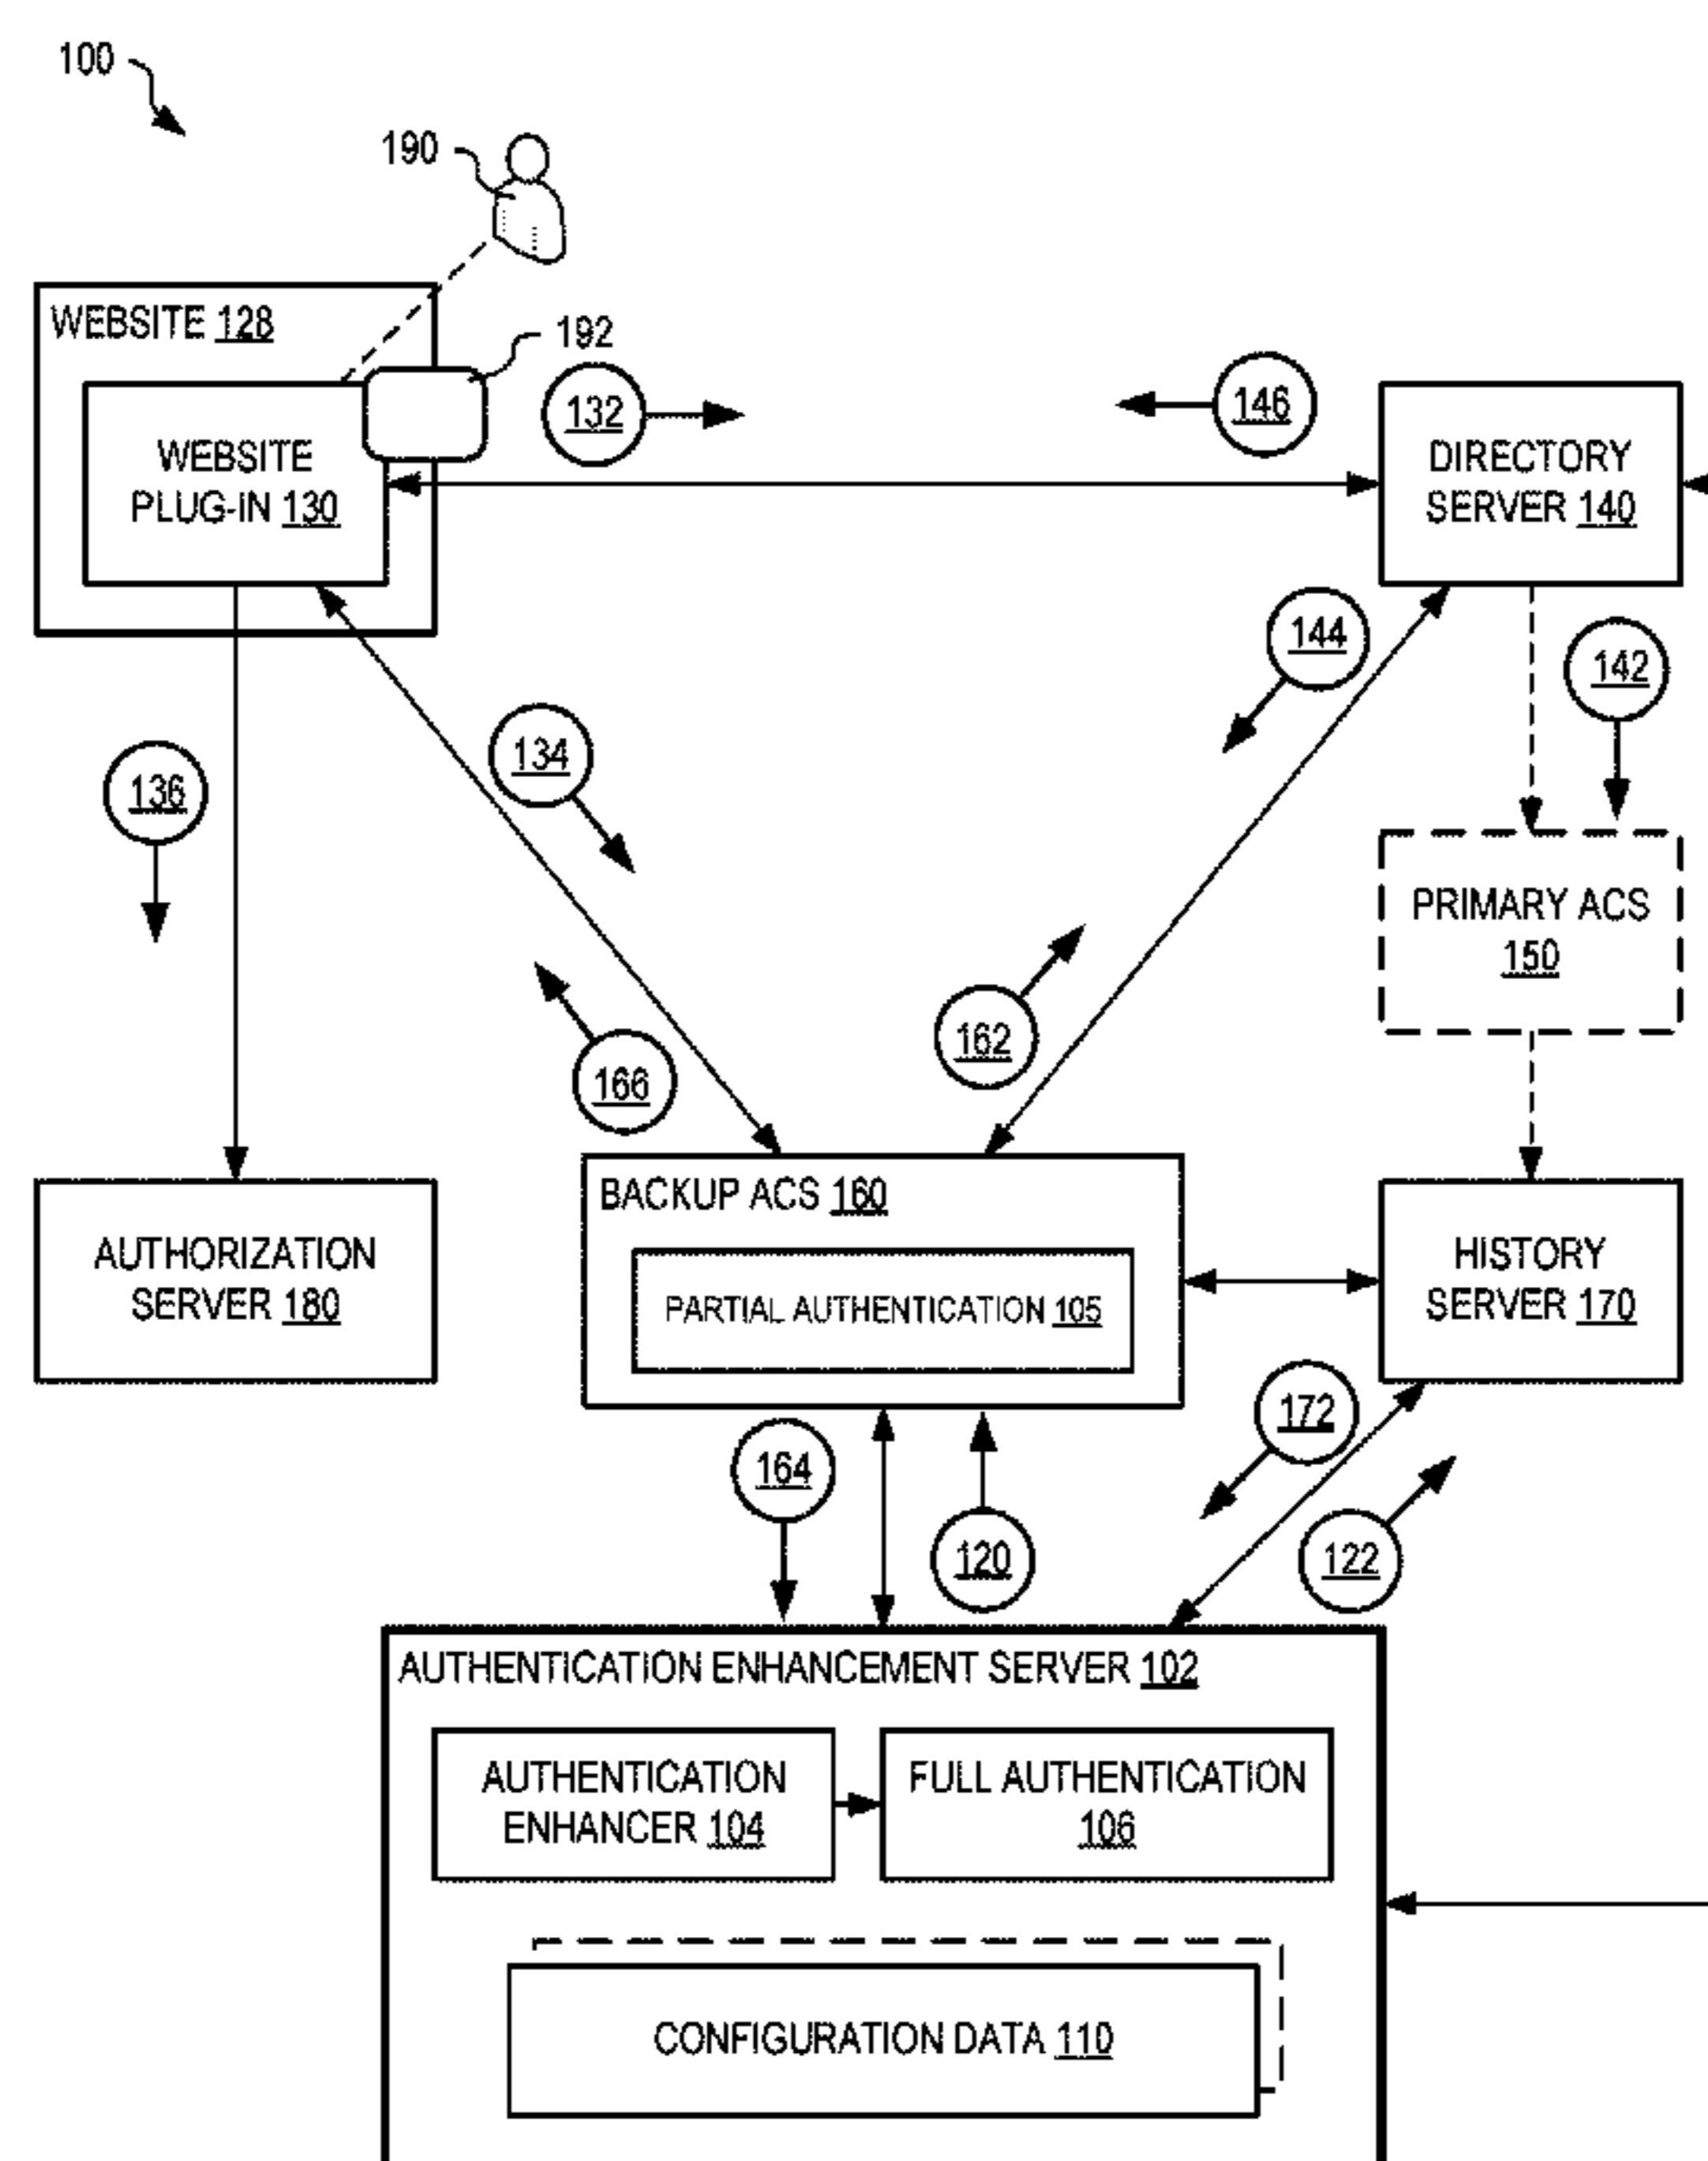 100
190
WEBSITE 128
192
132
146
WEBSITE
PLUG-IN 130
DIRECTORY
SERVER 140
144
142
134
136
PRIMARY ACS
150
162
166
BACKUP ACS 160
AUTHORIZATION
SERVER 180
HISTORY
SERVER 170
PARTIAL AUTHENTICATION 105
172
164
120
122
AUTHENTICATION ENHANCEMENT SERVER 102
AUTHENTICATION
ENHANCER 104
FULL AUTHENTICATION
106
CONFIGURATION DATA 110